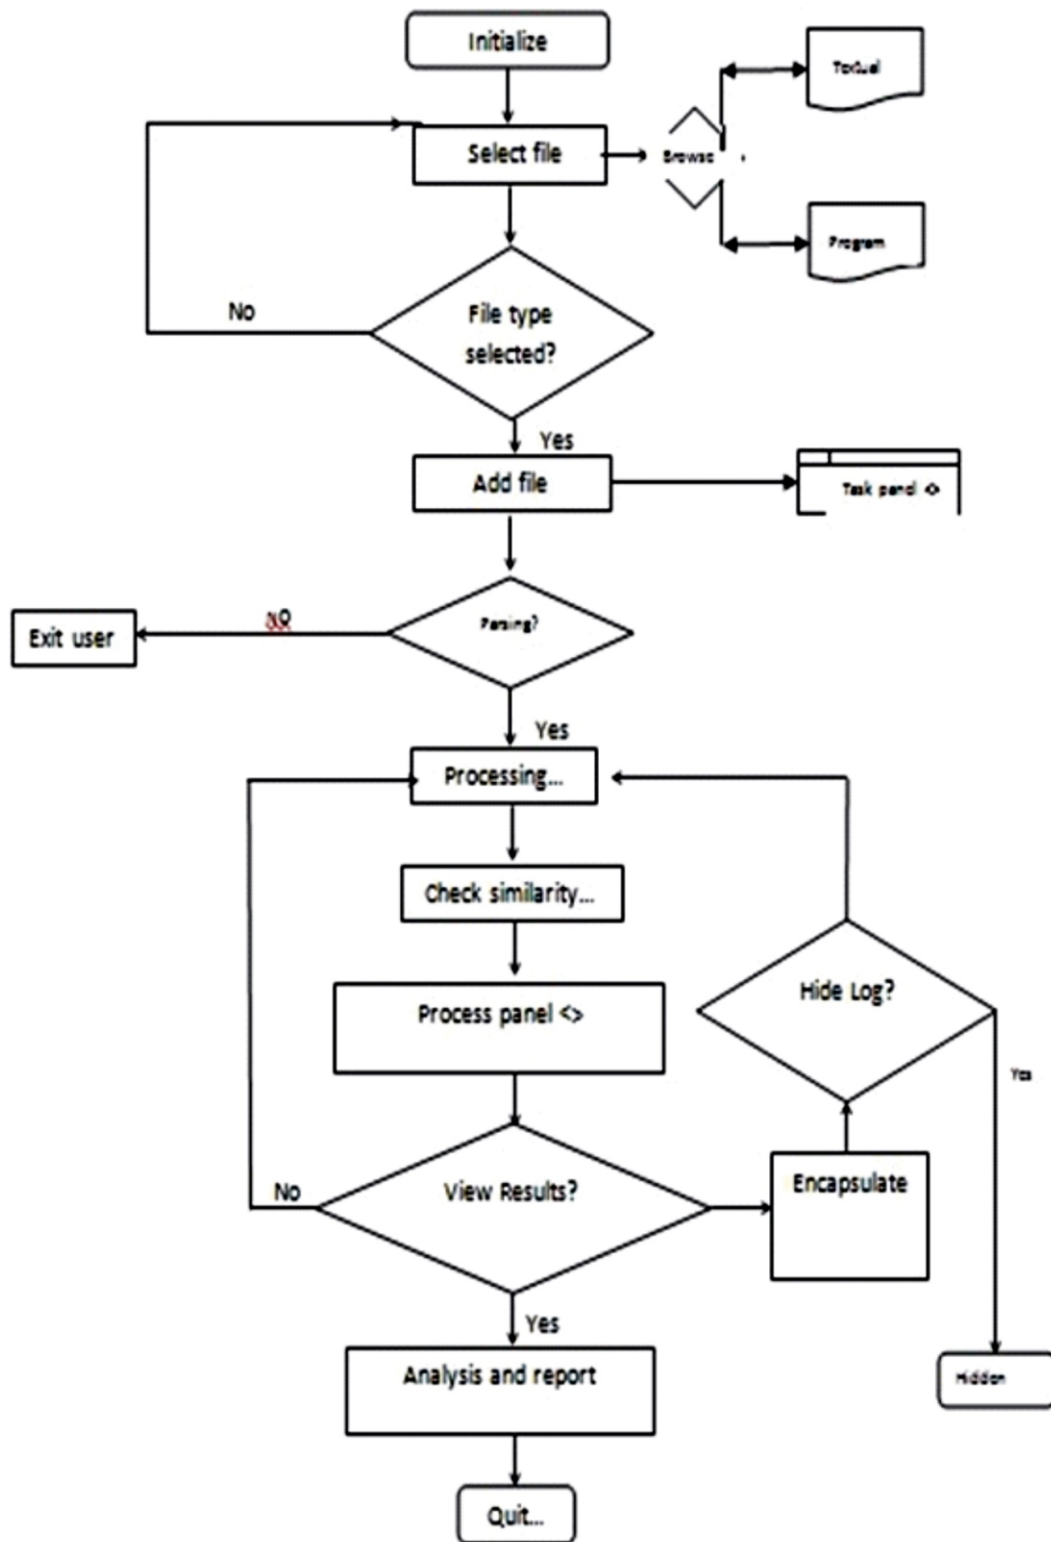 Initialize
Textual
Select file
Browse
Program
No
File type
selected?
Yes
Add file
Task panel <>
NO
Parsing?
Exit user
Yes
Processing...
Check similarity...
Hide Log?
Process panel <>
Yes
No
View Results?
Encapsulate
Yes
Analysis and report
Hidden
Quit...